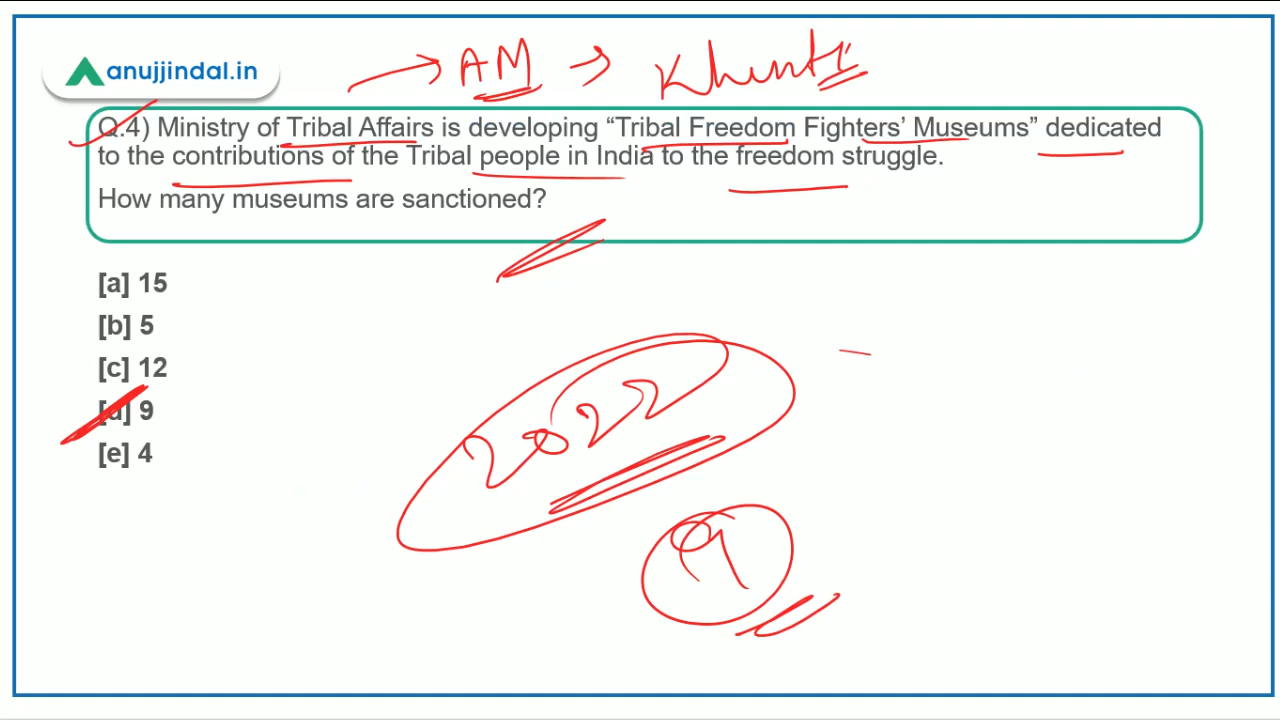 → AM → Khunti
anujjindal.in
Q.4) Ministry of Tribal Affairs is developing “Tribal Freedom Fighters’ Museums” dedicated
to the contributions of the Tribal people in India to the freedom struggle.
How many museums are sanctioned?
[a] 15
[b] 5
[c] 12
[d] 9
[e] 4
2022
9